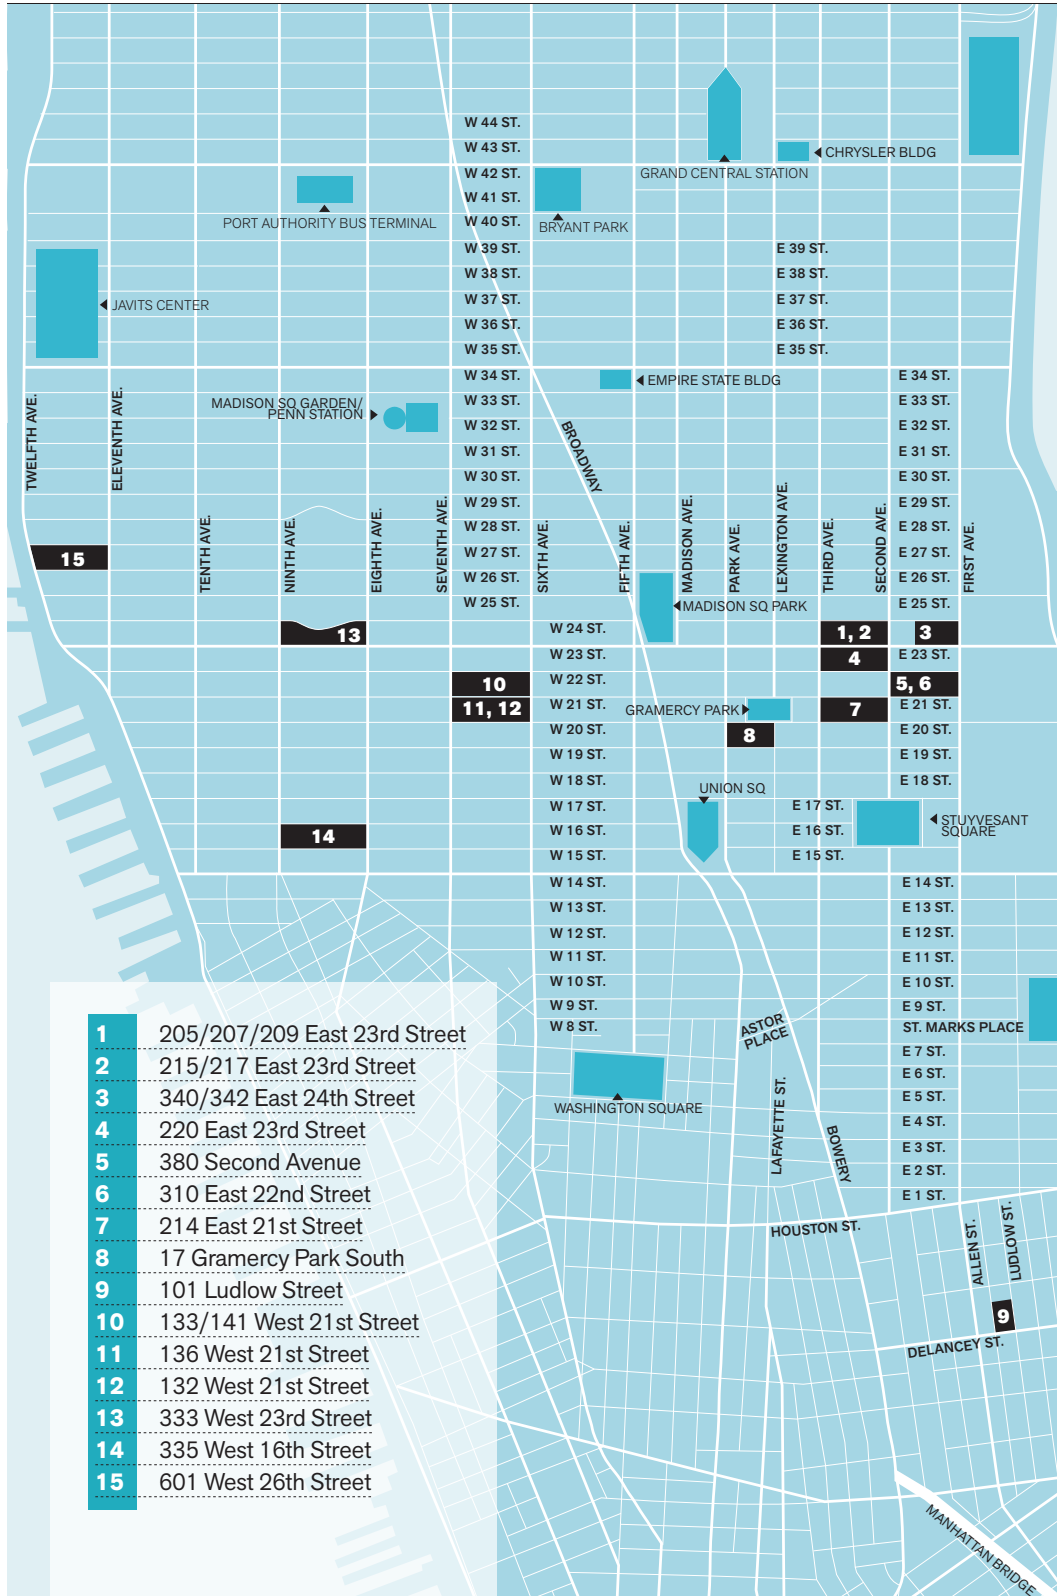 W 44 ST.
W 43 ST.
CHRYSLER BLDG
GRAND CENTRAL STATION
W 42 ST.
W 41 ST.
W 40 ST.
PORT AUTHORITY BUS TERMINAL
BRYANT PARK
W 39 ST.
E 39 ST.
W 38 ST.
E 38 ST.
W 37 ST.
E 37 ST.
JAVITS CENTER
W 36 ST.
E 36 ST.
W 35 ST.
E 35 ST.
W 34 ST.
EMPIRE STATE BLDG
E 34 ST.
MADISON SQ GARDEN/
PENN STATION
W 33 ST.
E 33 ST.
W 32 ST.
E 32 ST.
W 31 ST.
E 31 ST.
W 30 ST.
E 30 ST.
W 29 ST.
E 29 ST.
W 28 ST.
E 28 ST.
W 27 ST.
E 27 ST.
W 26 ST.
E 26 ST.
W 25 ST.
E 25 ST.
TWELFTH AVE.
ELEVENTH AVE.
TENTH AVE.
NINTH AVE.
EIGHTH AVE.
SEVENTH AVE.
SIXTH AVE.
BROADWAY
FIFTH AVE.
MADISON AVE.
PARK AVE.
LEXINGTON AVE.
THIRD AVE.
SECOND AVE.
FIRST AVE.
15
MADISON SQ PARK
13
W 24 ST.
1, 2
3
W 23 ST.
4
E 23 ST.
10
W 22 ST.
5, 6
11, 12
W 21 ST.
GRAMERCY PARK
7
E 21 ST.
W 20 ST.
8
E 20 ST.
W 19 ST.
E 19 ST.
W 18 ST.
E 18 ST.
UNION SQ
W 17 ST.
E 17 ST.
14
W 16 ST.
E 16 ST.
STUYVESANT
SQUARE
W 15 ST.
E 15 ST.
W 14 ST.
E 14 ST.
W 13 ST.
E 13 ST.
W 12 ST.
E 12 ST.
W 11 ST.
E 11 ST.
W 10 ST.
E 10 ST.
W 9 ST.
E 9 ST.
W 8 ST.
ASTOR
PLACE
ST. MARKS PLACE
E 7 ST.
E 6 ST.
E 5 ST.
WASHINGTON SQUARE
E 4 ST.
E 3 ST.
E 2 ST.
E 1 ST.
LAFAYETTE ST.
BOWERY
HOUSTON ST.
ALLEN ST.
LUDLOW ST.
9
DELANCEY ST.
MANHATTAN BRIDGE
1 205/207/209 East 23rd Street
2 215/217 East 23rd Street
3 340/342 East 24th Street
4 220 East 23rd Street
5 380 Second Avenue
6 310 East 22nd Street
7 214 East 21st Street
8 17 Gramercy Park South
9 101 Ludlow Street
10 133/141 West 21st Street
11 136 West 21st Street
12 132 West 21st Street
13 333 West 23rd Street
14 335 West 16th Street
15 601 West 26th Street